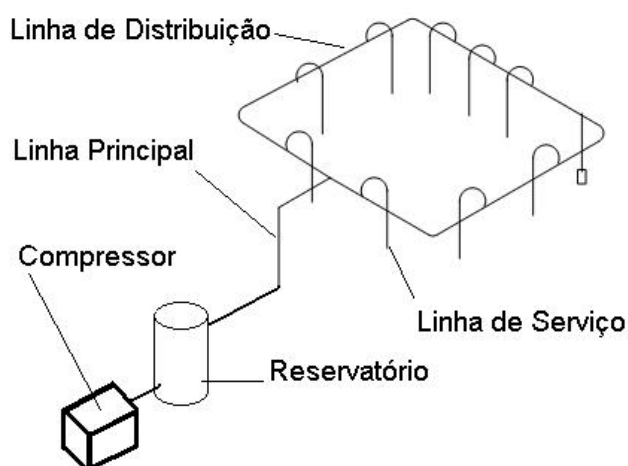 Linha de Distribuição
Linha Principal
Compressor
Linha de Serviço
Reservatório